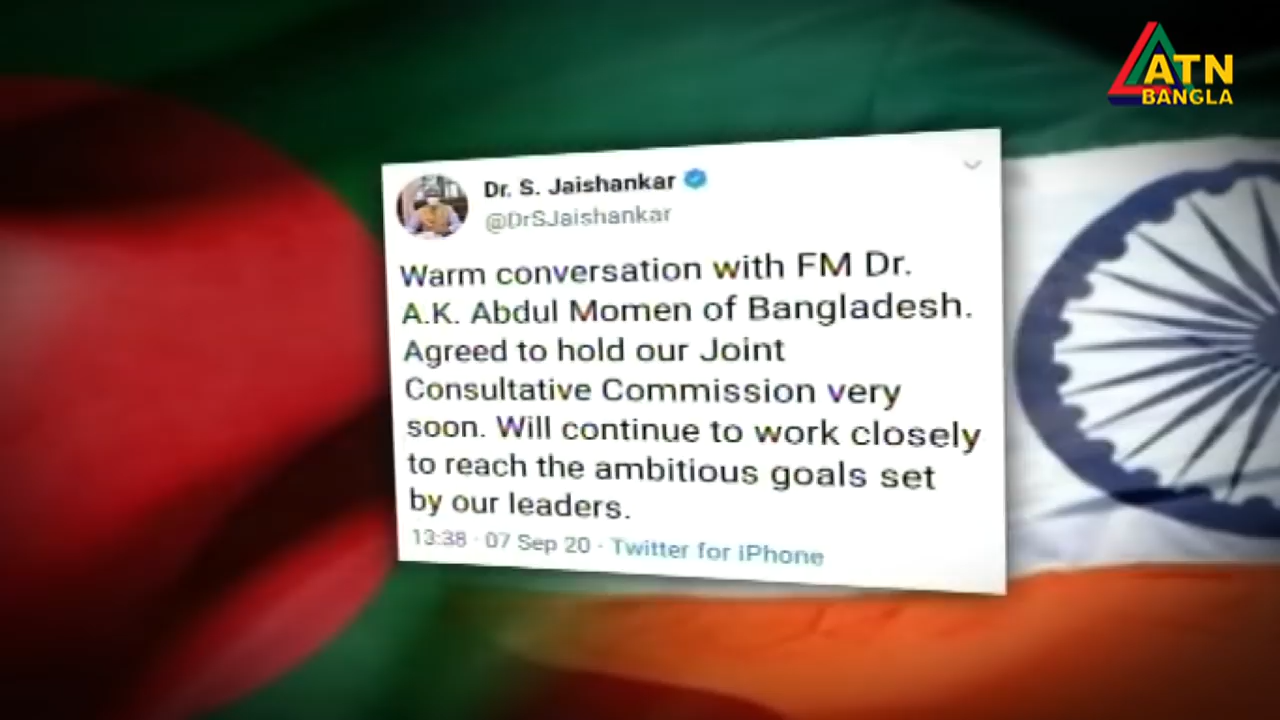 ATN
BANGLA
Dr. S. Jaishankar
@DrSJaishankar
Warm conversation with FM Dr.
A.K. Abdul Momen of Bangladesh.
Agreed to hold our Joint
Consultative Commission very
soon. Will continue to work closely
to reach the ambitious goals set
by our leaders.
13:38 · 07 Sep 20 · Twitter for iPhone